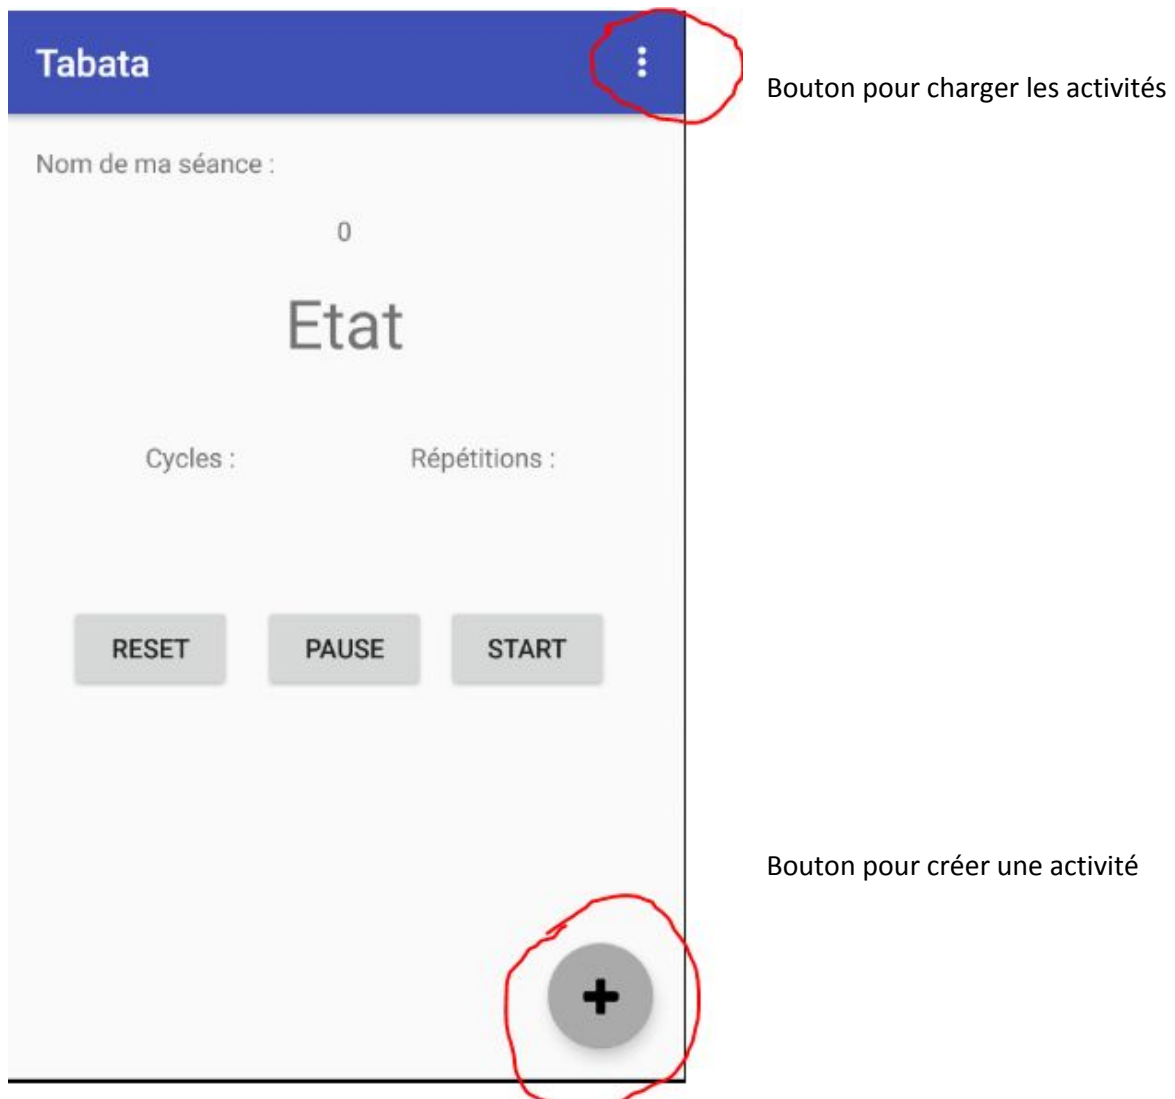 Tabata
Bouton pour charger les activités
Nom de ma séance :
0
Etat
Cycles :
Répétitions :
RESET
PAUSE
START
Bouton pour créer une activité